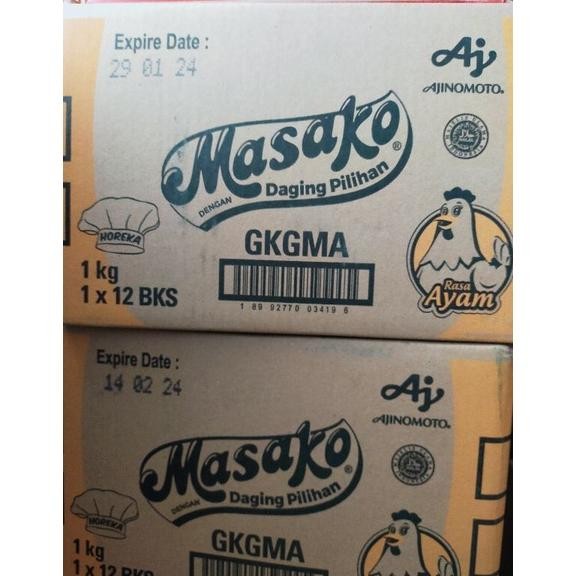 Expire Date :
29 01 24
Aj
AJINOMOTO®
Masako®
DENGAN Daging Pilihan
HOREKA
GKGMA
1 kg
1 x 12 BKS
1 89 92770 03419 6
Rasa
Ayam
Expire Date :
14 02 24
Aj
AJINOMOTO®
Masako®
DENGAN Daging Pilihan
HOREKA
GKGMA
1 kg
1 x 12 BKS